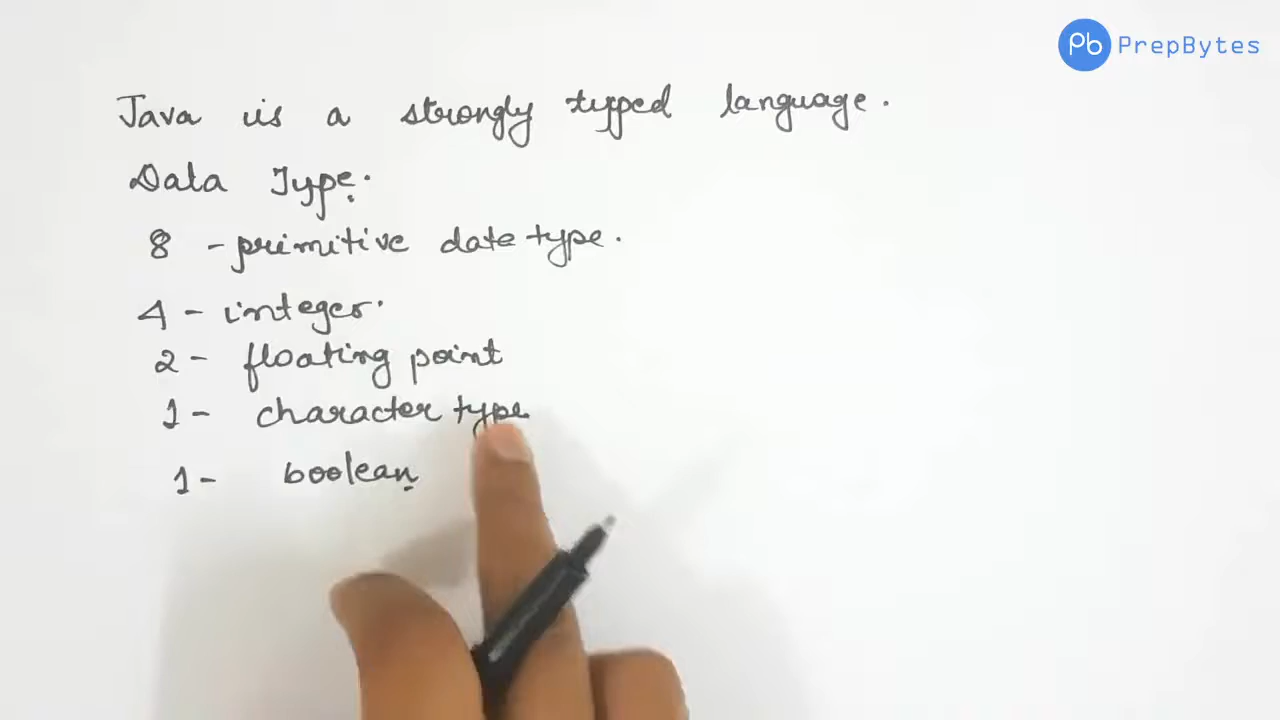 Pb PrepBytes
Java is a strongly typed language.
Data Type.
8 - primitive date type.
4 - integer.
2 - floating point
1- character type
1- boolean